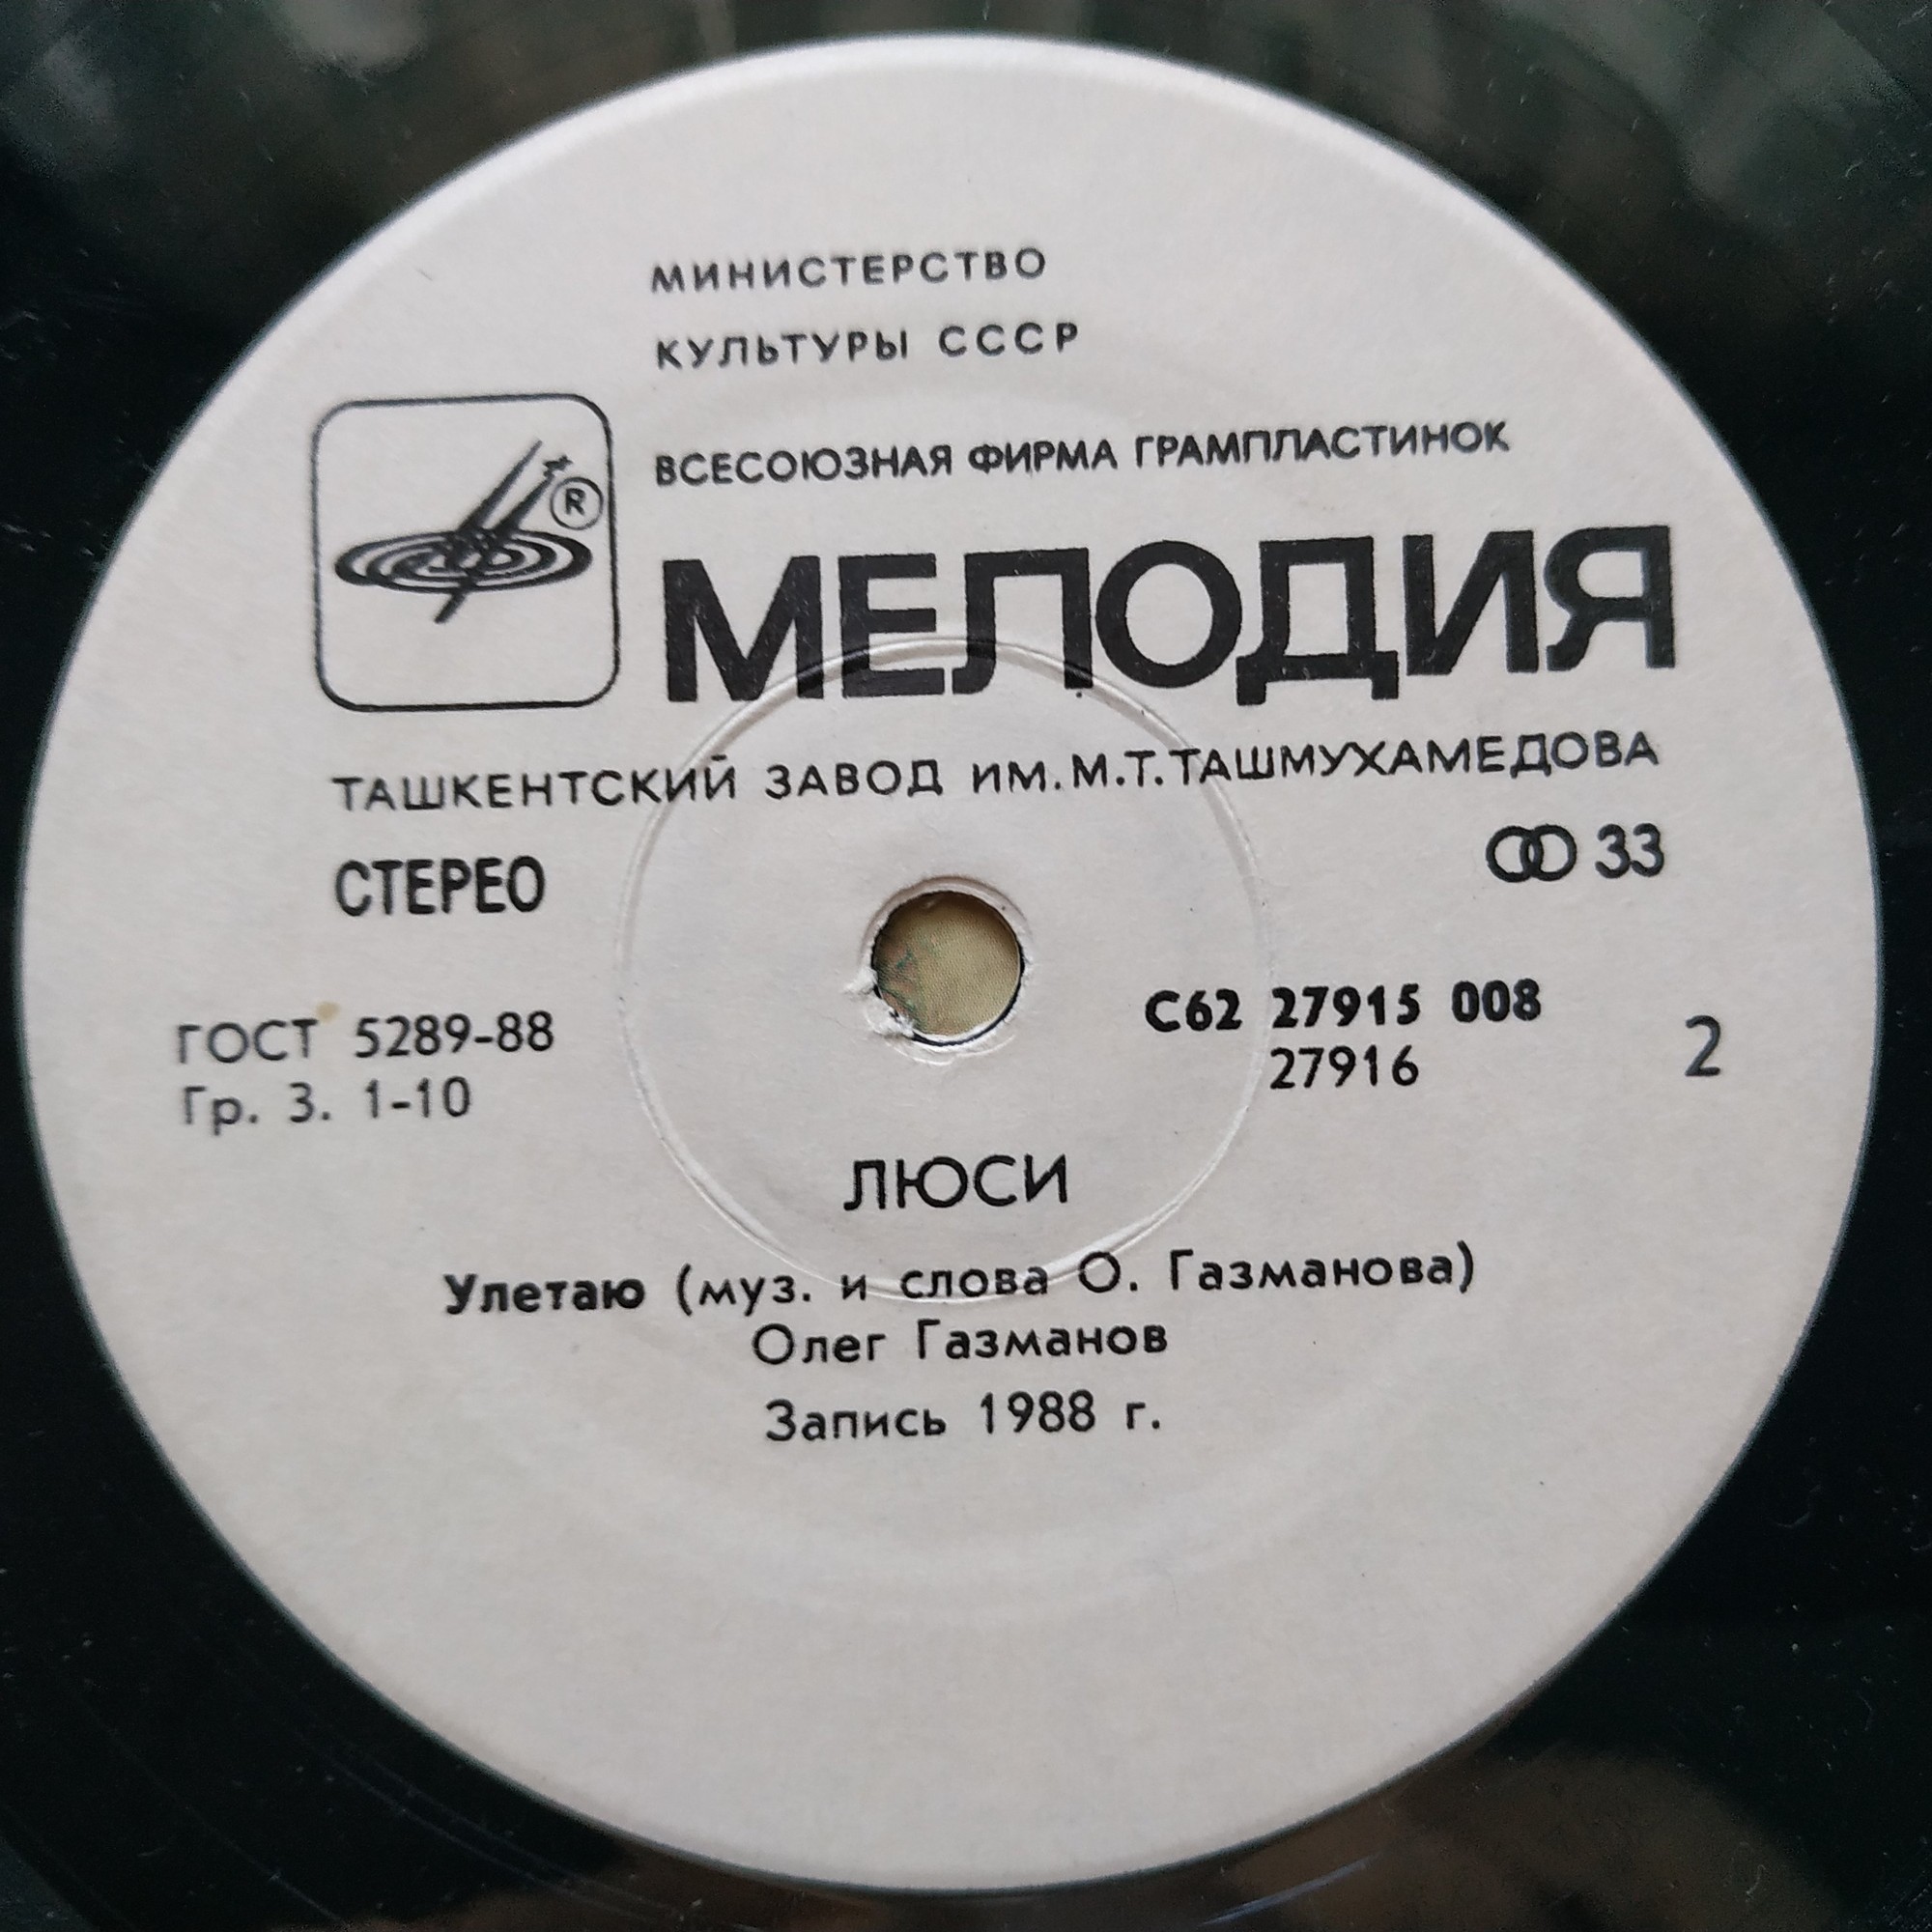 МИНИСТЕРСТВО
КУЛЬТУРЫ СССР
ВСЕСОЮЗНАЯ ФИРМА ГРАМПЛАСТИНОК
®
МЕЛОДИЯ
ТАШКЕНТСКИЙ ЗАВОД ИМ.М.Т.ТАШМУХАМЕДОВА
СТЕРЕО
33
ГОСТ 5289-88
Гр. 3. 1-10
С62 27915 008
27916
2
ЛЮСИ
Улетаю (муз. и слова О. Газманова)
Олег Газманов
Запись 1988 г.